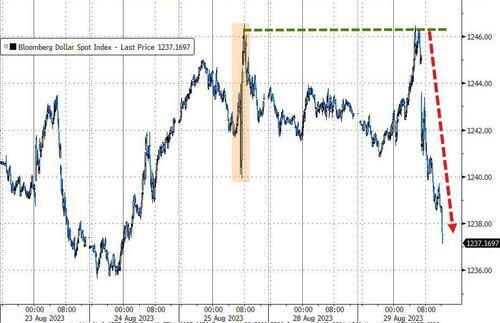 Bloomberg Dollar Spot Index - Last Price 1237.1697
1246.00
1244.00
1242.00
1240.00
1238.00
1237.1697
1236.00
00:00 08:00 00:00 08:00 00:00 08:00 00:00 08:00 00:00 08:00
23 Aug 2023 24 Aug 2023 25 Aug 2023 28 Aug 2023 29 Aug 2023